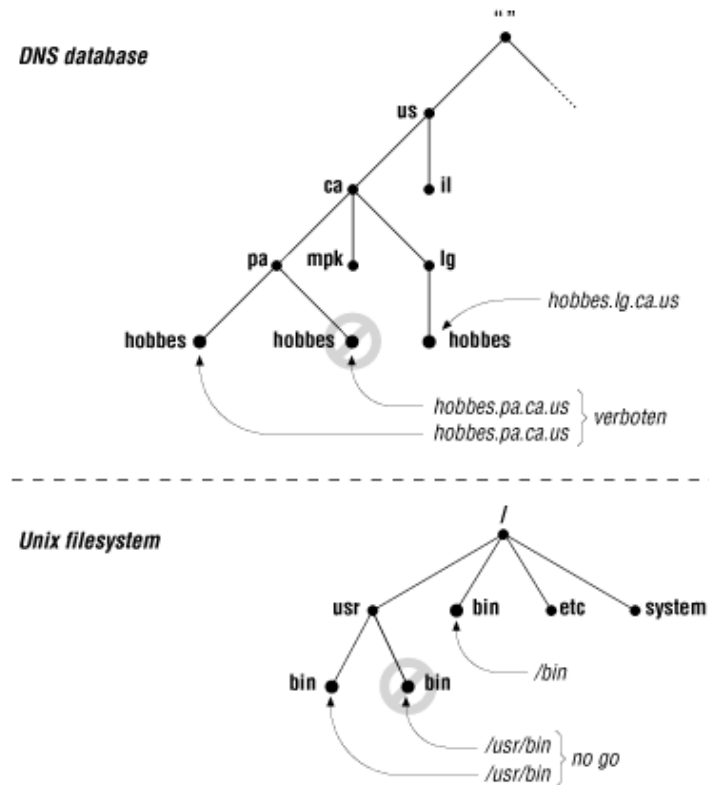 “ ”
DNS database
us
ca
il
pa
mpk
lg
hobbes.lg.ca.us
hobbes
hobbes
hobbes
hobbes.pa.ca.us
hobbes.pa.ca.us
verboten
/
Unix filesystem
usr
bin
etc
system
/bin
bin
bin
/usr/bin
/usr/bin
no go